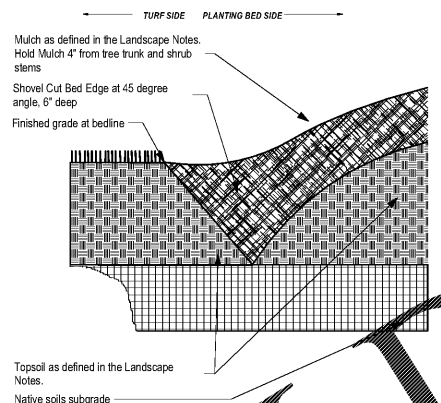 TURF SIDE PLANTING BED SIDE
Mulch as defined in the Landscape Notes.
Hold Mulch 4" from tree trunk and shrub
stems
Shovel Cut Bed Edge at 45 degree
angle, 6" deep
Finished grade at bedline
Topsoil as defined in the Landscape
Notes.
Native soils subgrade